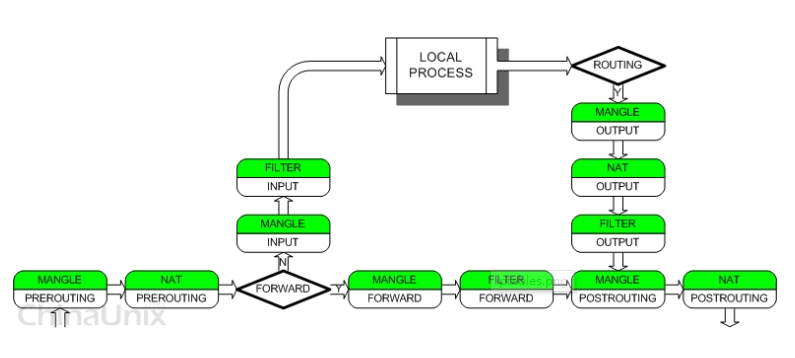 LOCAL
PROCESS
ROUTING
Y
MANGLE
OUTPUT
FILTER
INPUT
NAT
OUTPUT
MANGLE
INPUT
FILTER
OUTPUT
N
MANGLE
PREROUTING
NAT
PREROUTING
FORWARD
Y
MANGLE
FORWARD
FILTER
FORWARD
MANGLE
POSTROUTING
NAT
POSTROUTING
ChinaUnix